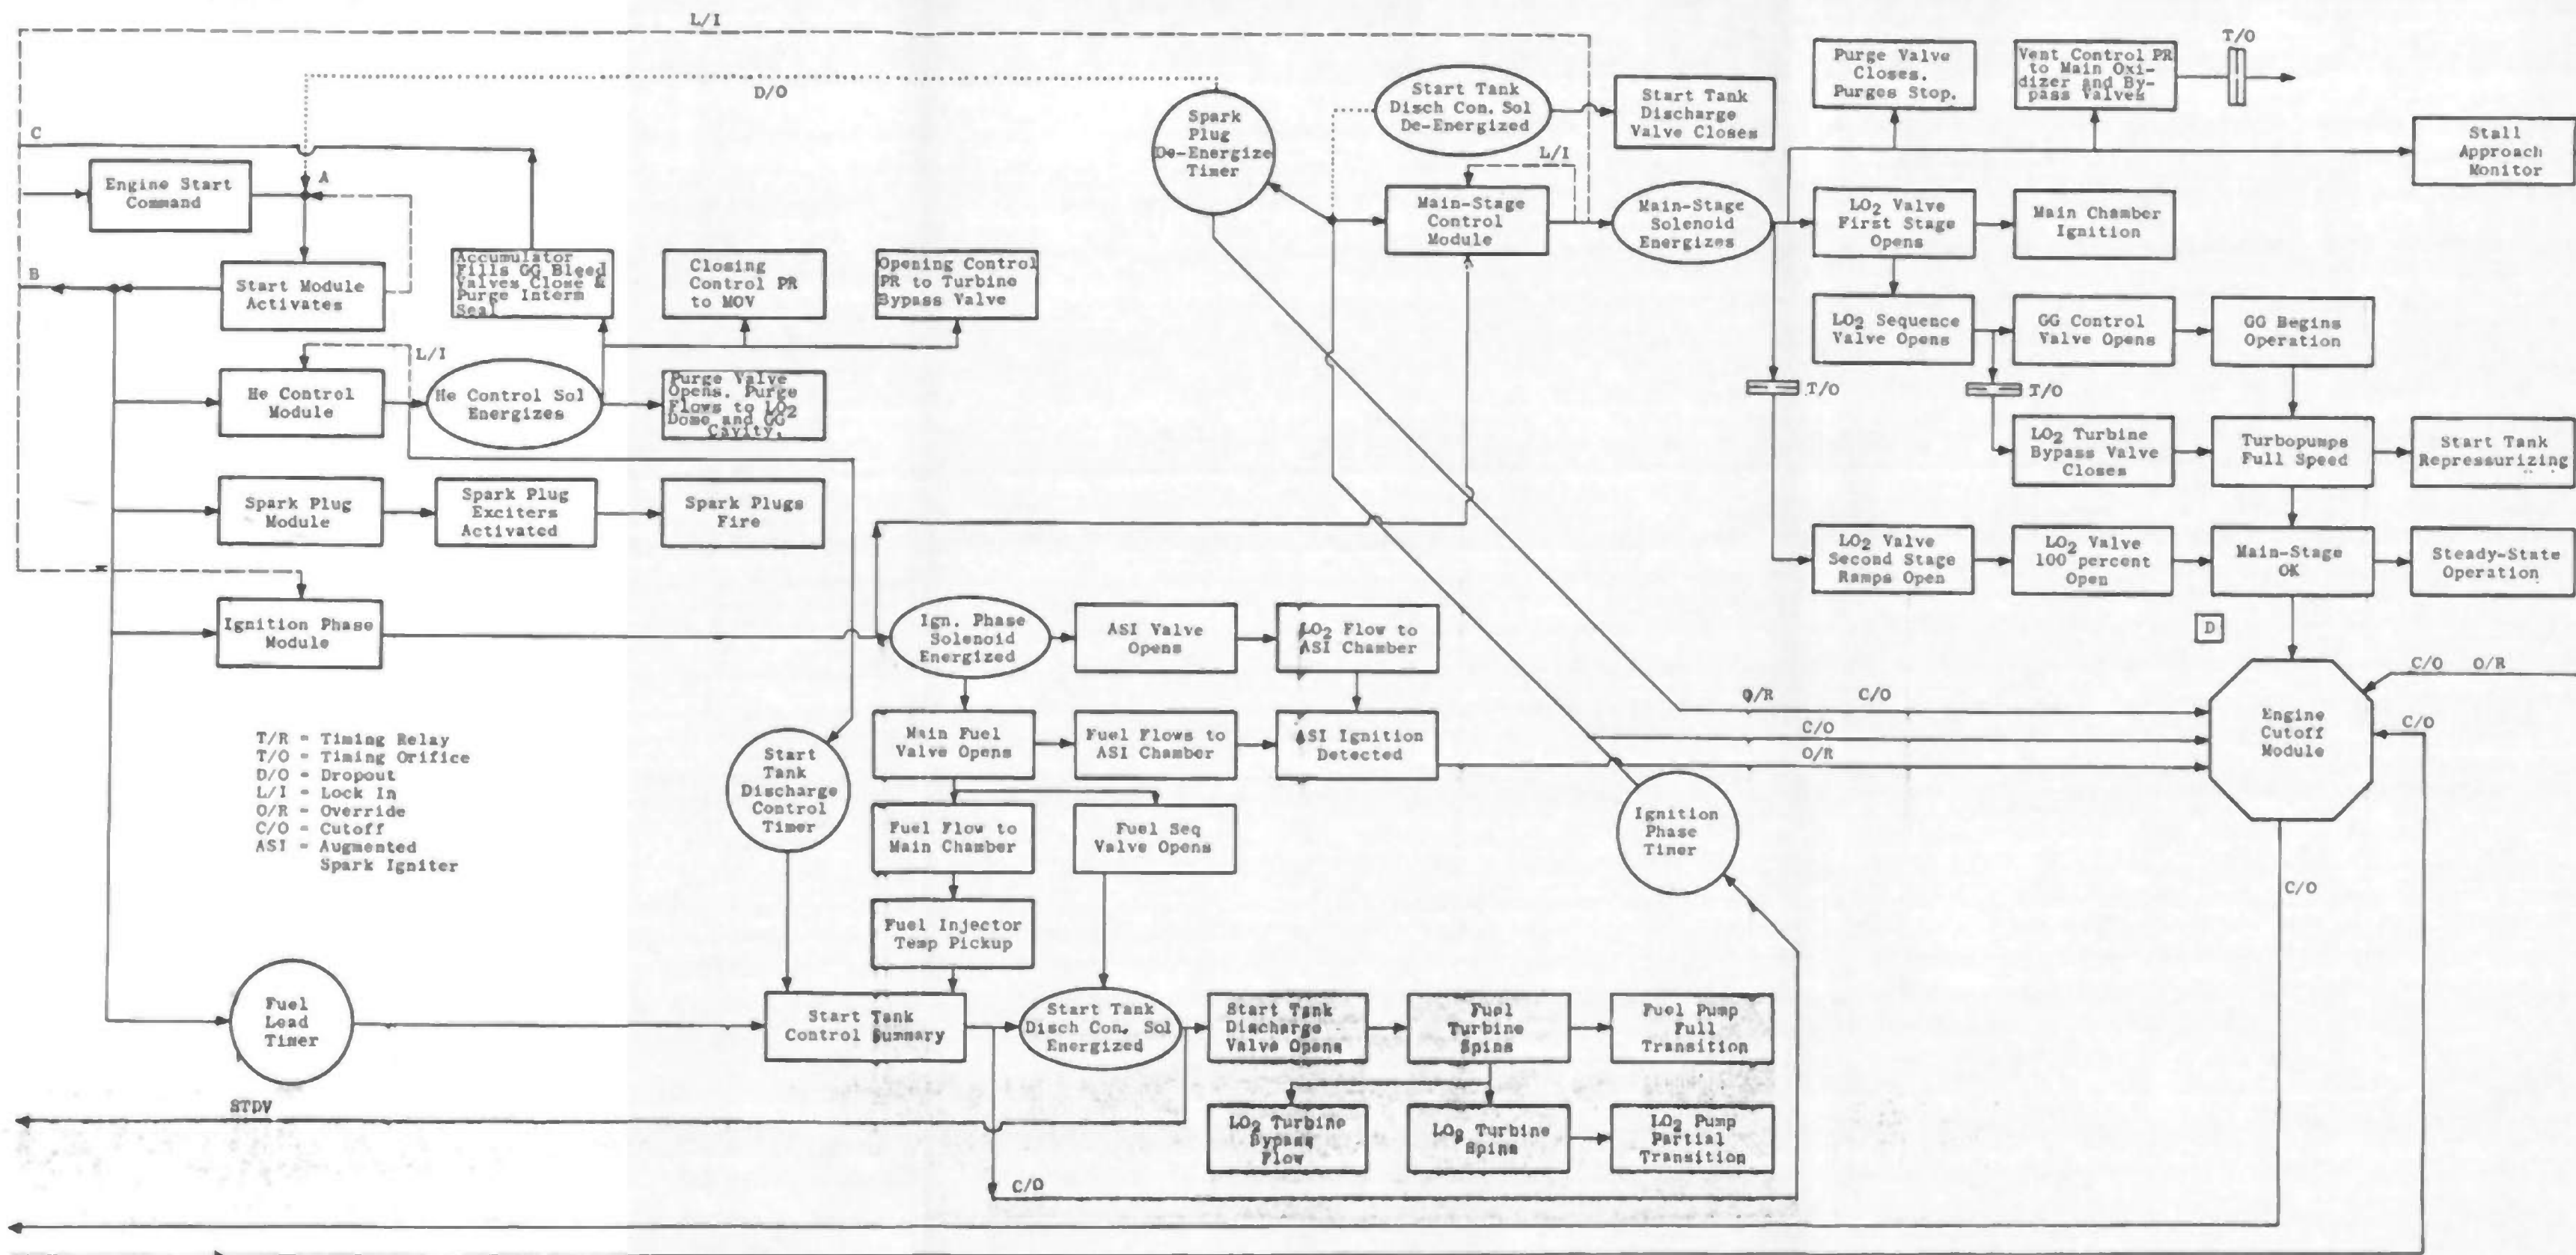 L/I
D/O
C
Engine Start
Command
A
B
Start Module
Activates
Accumulator
Fills GG Bleed
Valves Close &
Purge Interm
Seal
Closing
Control PR
to MOV
Opening Control
PR to Turbine
Bypass Valve
L/I
He Control
Module
He Control Sol
Energizes
Purge Valve
Opens. Purge
Flows to LO2
Dome and GG
Cavity.
Spark Plug
Module
Spark Plug
Exciters
Activated
Spark Plugs
Fire
Ignition Phase
Module
Spark
Plug
De-Energize
Timer
Start Tank
Disch Con. Sol
De-Energized
Start Tank
Discharge
Valve Closes
L/I
Main-Stage
Control
Module
Main-Stage
Solenoid
Energizes
Purge Valve
Closes.
Purges Stop.
Vent Control PR
to Main Oxi-
dizer and By-
pass Valves
T/O
Stall
Approach
Monitor
LO2 Valve
First Stage
Opens
Main Chamber
Ignition
LO2 Sequence
Valve Opens
GG Control
Valve Opens
GG Begins
Operation
T/O
T/O
LO2 Turbine
Bypass Valve
Closes
Turbopumps
Full Speed
Start Tank
Repressurizing
LO2 Valve
Second Stage
Ramps Open
LO2 Valve
100 percent
Open
Main-Stage
OK
Steady-State
Operation
D
Ign. Phase
Solenoid
Energized
ASI Valve
Opens
LO2 Flow to
ASI Chamber
Main Fuel
Valve Opens
Fuel Flows to
ASI Chamber
ASI Ignition
Detected
O/R C/O
C/O
O/R
C/O O/R
C/O
Engine
Cutoff
Module
C/O
T/R = Timing Relay
T/O = Timing Orifice
D/O = Dropout
L/I = Lock In
O/R = Override
C/O = Cutoff
ASI = Augmented
Spark Igniter
Start
Tank
Discharge
Control
Timer
Fuel Flow to
Main Chamber
Fuel Seq
Valve Opens
Fuel Injector
Temp Pickup
Ignition
Phase
Timer
Fuel
Lead
Timer
Start Tank
Control Summary
Start Tank
Disch Con. Sol
Energized
Start Tank
Discharge
Valve Opens
Fuel
Turbine
Spins
Fuel Pump
Full
Transition
STDV
LO2 Turbine
Bypass
Flow
LO2 Turbine
Spins
LO2 Pump
Partial
Transition
C/O